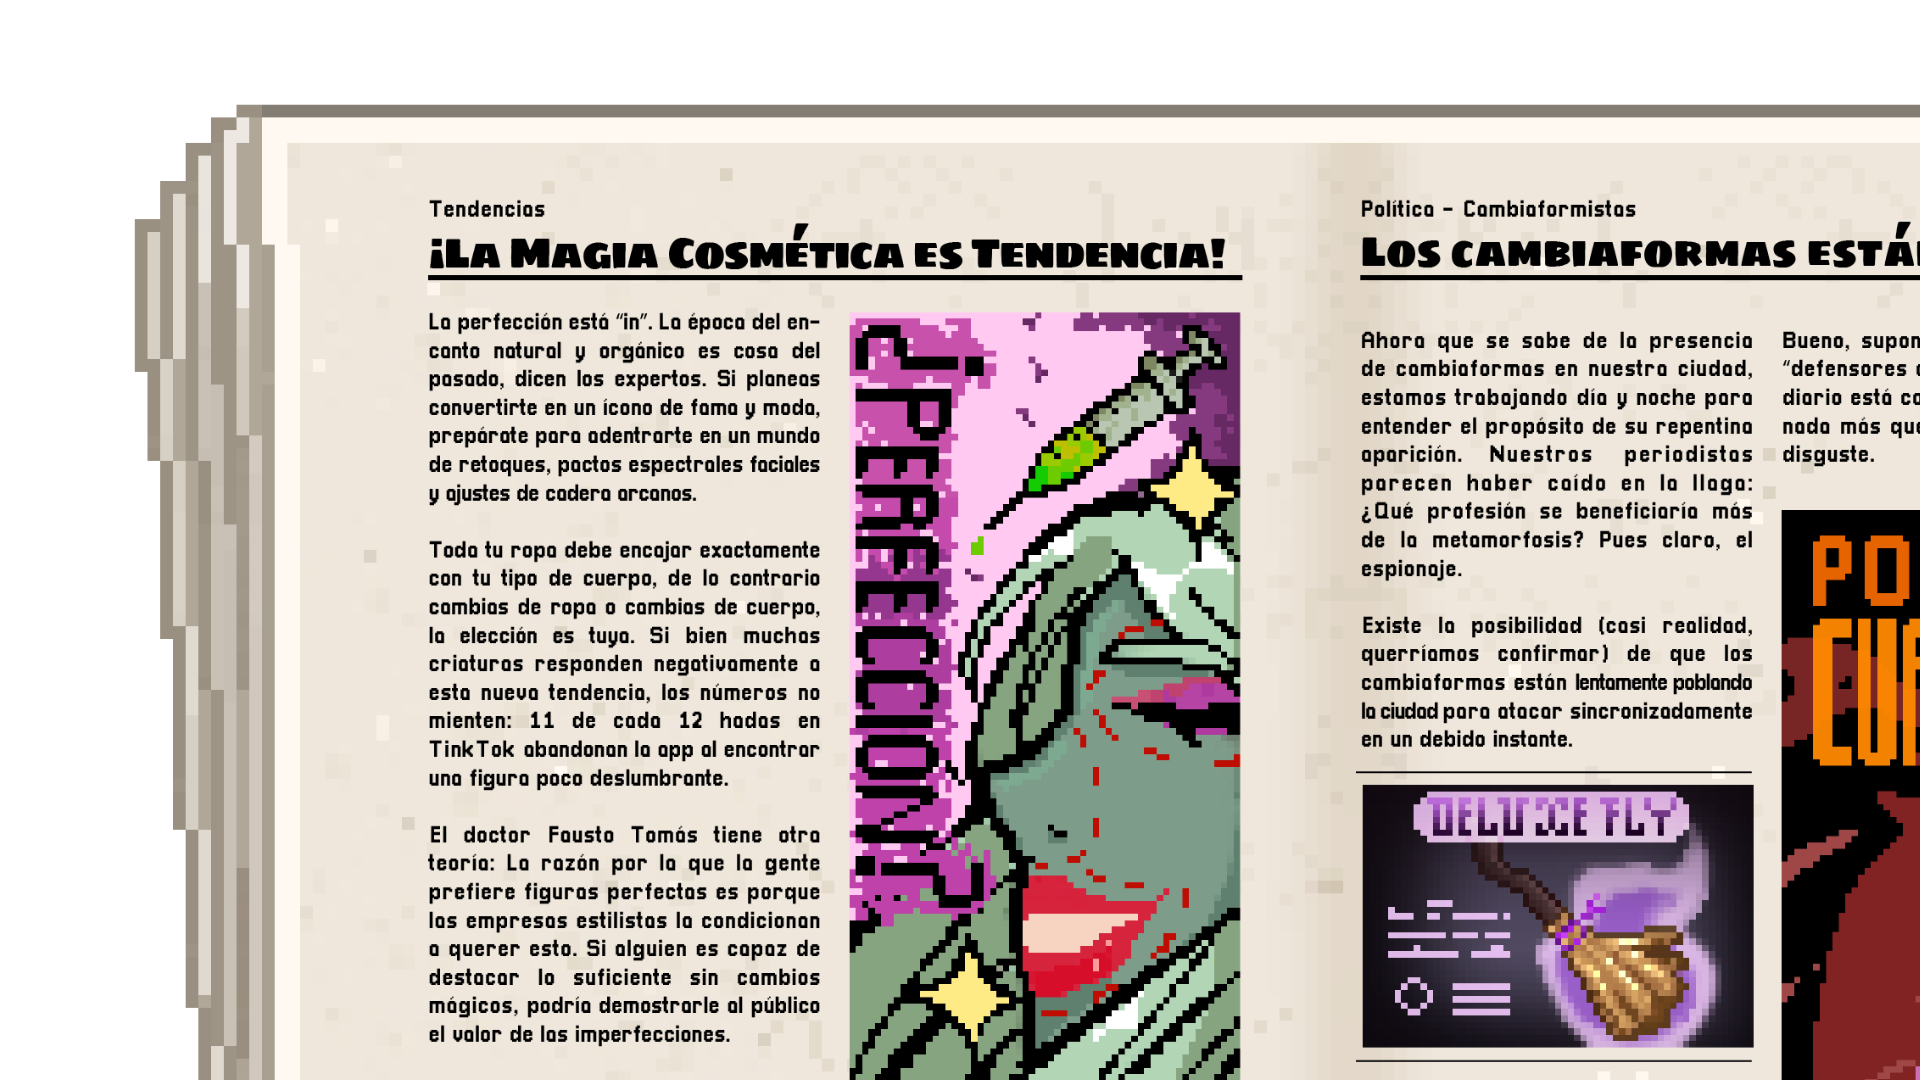 Tendencias
¡La Magia Cosmética es Tendencia!
La perfección está “in”. La época del en-
canto natural y orgánico es cosa del
pasado, dicen los expertos. Si planeas
convertirte en un ícono de fama y moda,
prepárate para adentrarte en un mundo
de retoques, pactos espectrales faciales
y ajustes de cadera arcanos.
Toda tu ropa debe encajar exactamente
con tu tipo de cuerpo, de lo contrario
cambias de ropa o cambias de cuerpo,
la elección es tuya. Si bien muchas
criaturas responden negativamente a
esta nueva tendencia, los números no
mienten: 11 de cada 12 hadas en
TinkTok abandonan la app al encontrar
una figura poco deslumbrante.
El doctor Fausto Tomás tiene otra
teoría: La razón por la que la gente
prefiere figuras perfectas es porque
las empresas estilistas la condicionan
a querer esto. Si alguien es capaz de
destacar lo suficiente sin cambios
mágicos, podría demostrarle al público
el valor de las imperfecciones.
¿PERFECCIÓN?
Política - Cambiaformistas
Los cambiaformas está
Ahora que se sabe de la presencia
de cambiaformas en nuestra ciudad,
estamos trabajando día y noche para
entender el propósito de su repentina
aparición. Nuestros periodistas
parecen haber caído en la llaga:
¿Qué profesión se beneficiaría más
de la metamorfosis? Pues claro, el
espionaje.
Existe la posibilidad (casi realidad,
querríamos confirmar) de que los
cambiaformas están lentamente poblando
la ciudad para atacar sincronizadamente
en un debido instante.
DELUXE FLY
Bueno, supon
“defensores
diario está co
nada más que
disguste.
PO
CUA